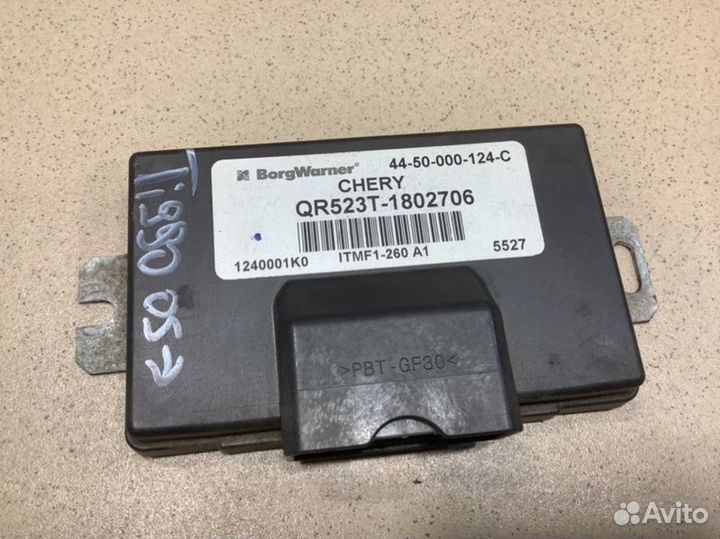 BorgWarner 44-50-000-124-C
CHERY
QR523T-1802706
1240001K0 ITMF1-260 A1 5527
>PBT-GF30<
Avito